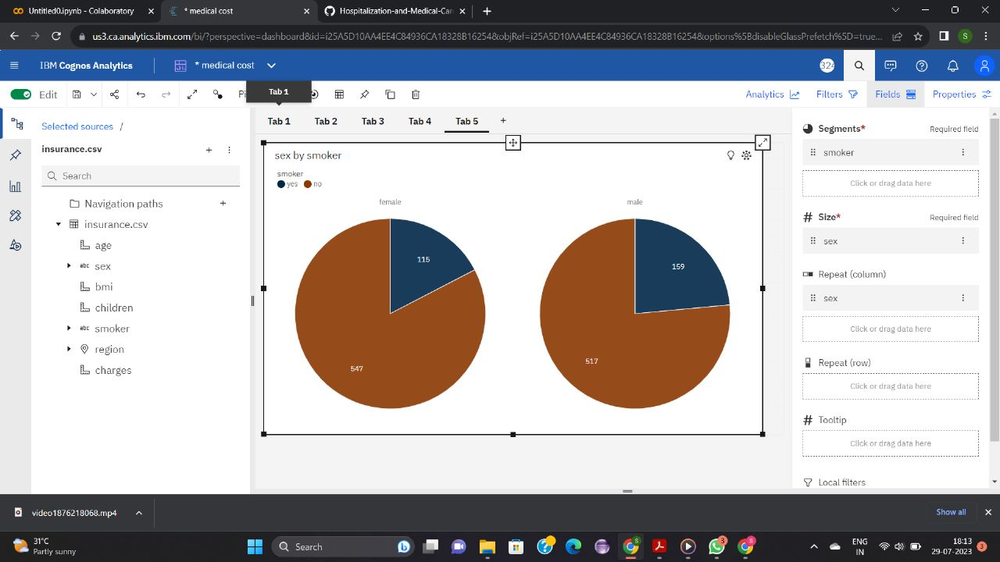 Untitled0.ipynb - Colaboratory
* medical cost
Hospitalization-and-Medical-Car
us3.ca.analytics.ibm.com/bi/?perspective=dashboard&id=i25A5D10AA4EE4C84936CA18328B16254&objRef=i25A5D10AA4EE4C84936CA18328B16254&options%5BdisableGlassPrefetch%5D=true...
S
IBM Cognos Analytics
* medical cost
324
Edit
Tab 1
Analytics
Filters
Fields
Properties
Selected sources /
insurance.csv
Search
Navigation paths
insurance.csv
age
abc sex
bmi
children
abc smoker
region
charges
Tab 1 Tab 2 Tab 3 Tab 4 Tab 5
sex by smoker
smoker
yes no
female
male
115
547
159
517
Segments* Required field
smoker
Click or drag data here
Size* Required field
sex
Repeat (column)
sex
Click or drag data here
Repeat (row)
Click or drag data here
Tooltip
Click or drag data here
Local filters
video1876218068.mp4
Show all
31°C
Partly sunny
Search
3
ENG
IN
18:13
29-07-2023
3